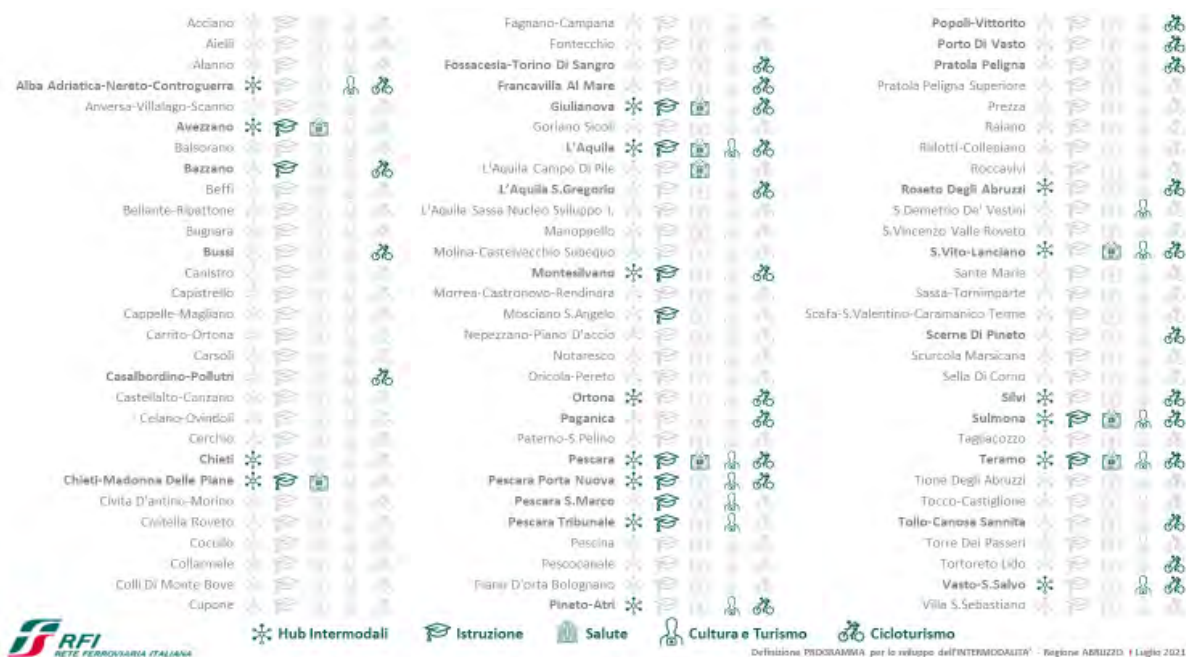 Acciano
Aielli
Alanno
Alba Adriatica-Nereto-Controguerra
Anversa-Villalago-Scanno
Avezzano
Balsorano
Bazzano
Beffi
Bellante-Ripattone
Bugnara
Bussi
Canistro
Capistrello
Cappelle-Magliano
Carrito-Ortona
Carsoli
Casalbordino-Pollutri
Castellalto-Canzano
Celano-Ovindoli
Cerchio
Chieti
Chieti-Madonna Delle Piane
Civita D'antino-Morino
Civitella Roveto
Cocullo
Collarmele
Colli Di Monte Bove
Cupone
Fagnano-Campana
Fontecchio
Fossacesia-Torino Di Sangro
Francavilla Al Mare
Giulianova
Goriano Sicoli
L'Aquila
L'Aquila Campo Di Pile
L'Aquila S.Gregorio
L'Aquila Sassa Nucleo Sviluppo I.
Manoppello
Molina-Castelvecchio Subequo
Montesilvano
Morrea-Castronovo-Rendinara
Mosciano S.Angelo
Nepezzano-Piano D'accio
Notaresco
Oricola-Pereto
Ortona
Paganica
Paterno-S.Pelino
Pescara
Pescara Porta Nuova
Pescara S.Marco
Pescara Tribunale
Pescina
Pescocanale
Piano D'orta Bolognano
Pineto-Atri
Popoli-Vittorito
Porto Di Vasto
Pratola Peligna
Pratola Peligna Superiore
Prezza
Raiano
Ridotti-Collepiano
Roccavivi
Roseto Degli Abruzzi
S.Demetrio De' Vestini
S.Vincenzo Valle Roveto
S.Vito-Lanciano
Sante Marie
Sassa-Tornimparte
Scafa-S.Valentino-Caramanico Terme
Scerne Di Pineto
Scurcola Marsicana
Sella Di Corno
Silvi
Sulmona
Tagliacozzo
Teramo
Tione Degli Abruzzi
Tocco-Castiglione
Tollo-Canosa Sannita
Torre Dei Passeri
Tortoreto Lido
Vasto-S.Salvo
Villa S.Sebastiano
RFI
RETE FERROVIARIA ITALIANA
Hub Intermodali
Istruzione
Salute
Cultura e Turismo
Cicloturismo
Definizione PROGRAMMA per lo sviluppo dell'INTERMODALITA' - Regione ABRUZZO I Luglio 2021